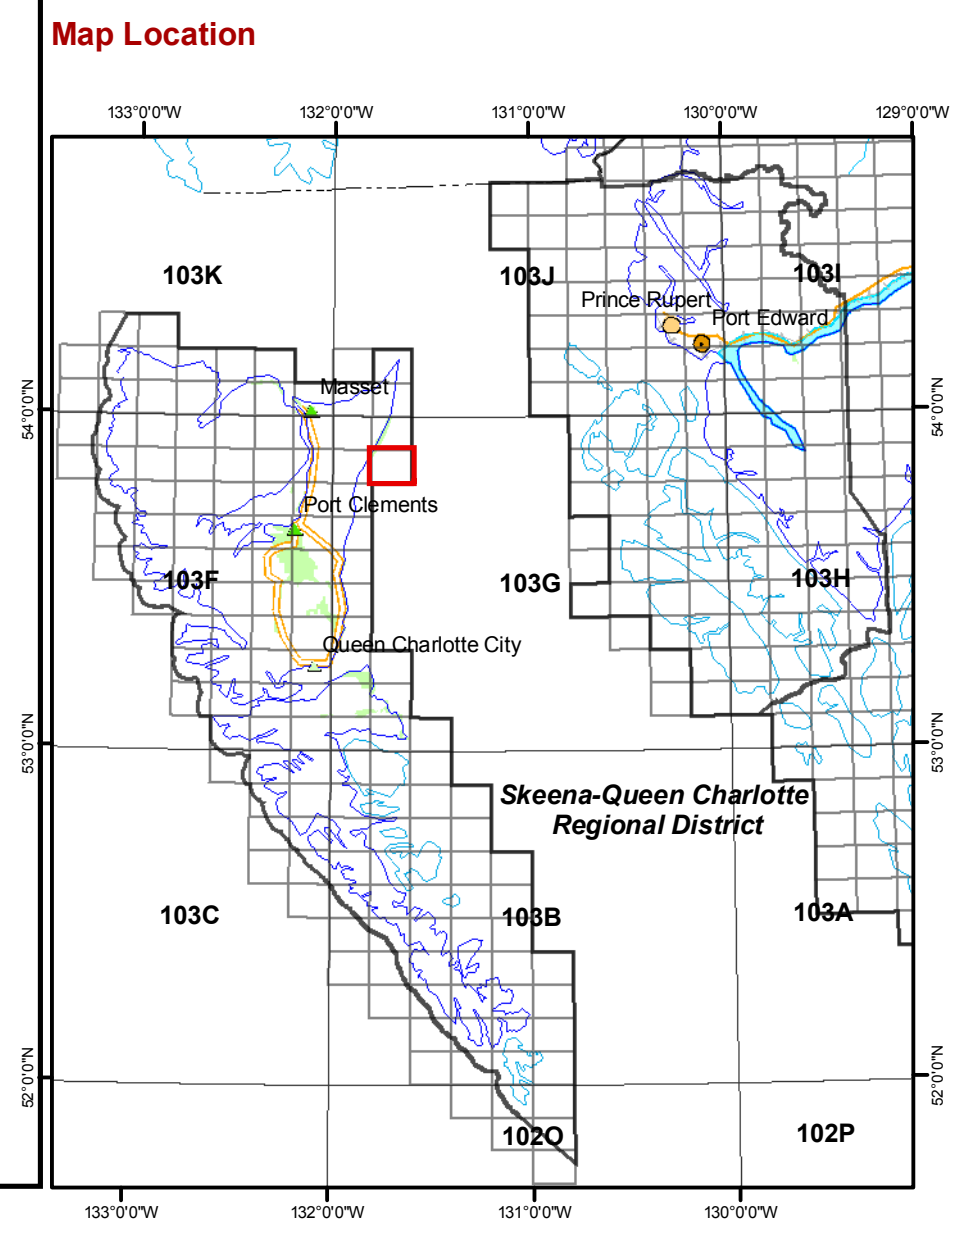 Map Location
133°0'0"W 132°0'0"W 131°0'0"W 130°0'0"W 129°0'0"W
103K 103J 103I
Prince Rupert
Port Edward
Masset
54°0'0"N 54°0'0"N
Port Clements
103F 103G 103H
Queen Charlotte City
53°0'0"N 53°0'0"N
Skeena-Queen Charlotte
Regional District
103C 103B 103A
52°0'0"N 52°0'0"N
102O 102P
133°0'0"W 132°0'0"W 131°0'0"W 130°0'0"W